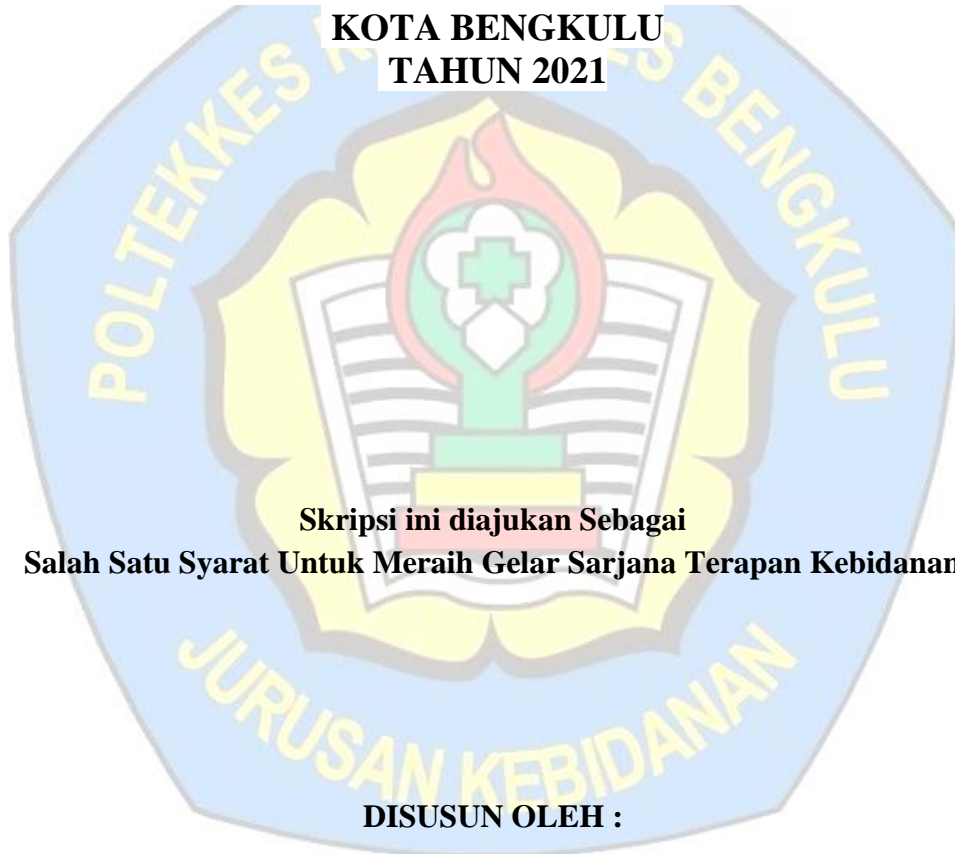 KOTA BENGKULU
TAHUN 2021
POLTEKKES K ES BENGKULU
Skripsi ini diajukan Sebagai
Salah Satu Syarat Untuk Meraih Gelar Sarjana Terapan Kebidanan
JURUSAN KEBIDANAN
DISUSUN OLEH :